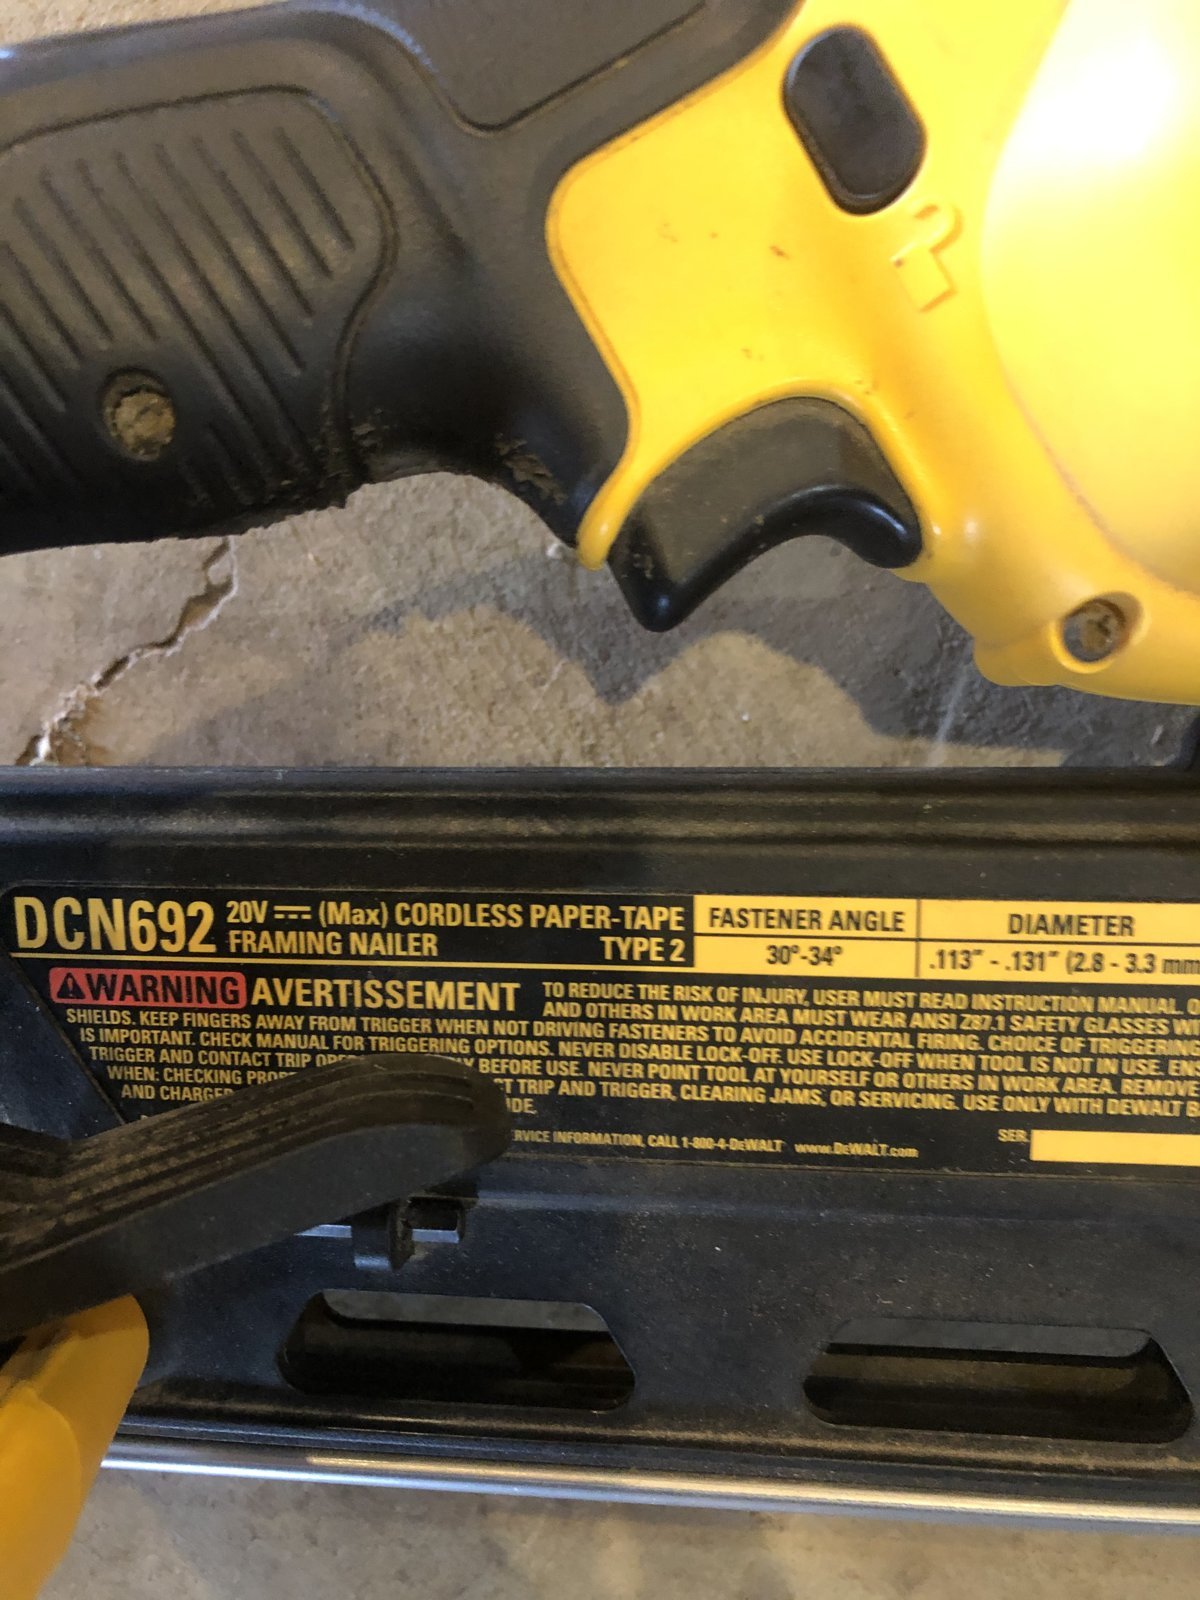 DCN692 20V (Max) CORDLESS PAPER-TAPE
FRAMING NAILER TYPE 2
FASTENER ANGLE
30°-34°
DIAMETER
.113" - .131" (2.8 - 3.3 mm
WARNING AVERTISSEMENT TO REDUCE THE RISK OF INJURY, USER MUST READ INSTRUCTION MANUAL.
AND OTHERS IN WORK AREA MUST WEAR ANSI Z87.1 SAFETY GLASSES
SHIELDS. KEEP FINGERS AWAY FROM TRIGGER WHEN NOT DRIVING FASTENERS TO AVOID ACCIDENTAL FIRING. CHOICE OF TRIGGERING
IS IMPORTANT. CHECK MANUAL FOR TRIGGERING OPTIONS. NEVER DISABLE LOCK-OFF. USE LOCK-OFF WHEN TOOL IS NOT IN USE.
TRIGGER AND CONTACT TRIP BEFORE USE. NEVER POINT TOOL AT YOURSELF OR OTHERS IN WORK AREA. REMOVE
WHEN: CHECKING TRIP AND TRIGGER, CLEARING JAMS, OR SERVICING. USE ONLY WITH DEWALT
AND
INFORMATION, CALL 1-800-4-DEWALT www.DEWALT.com
SER.